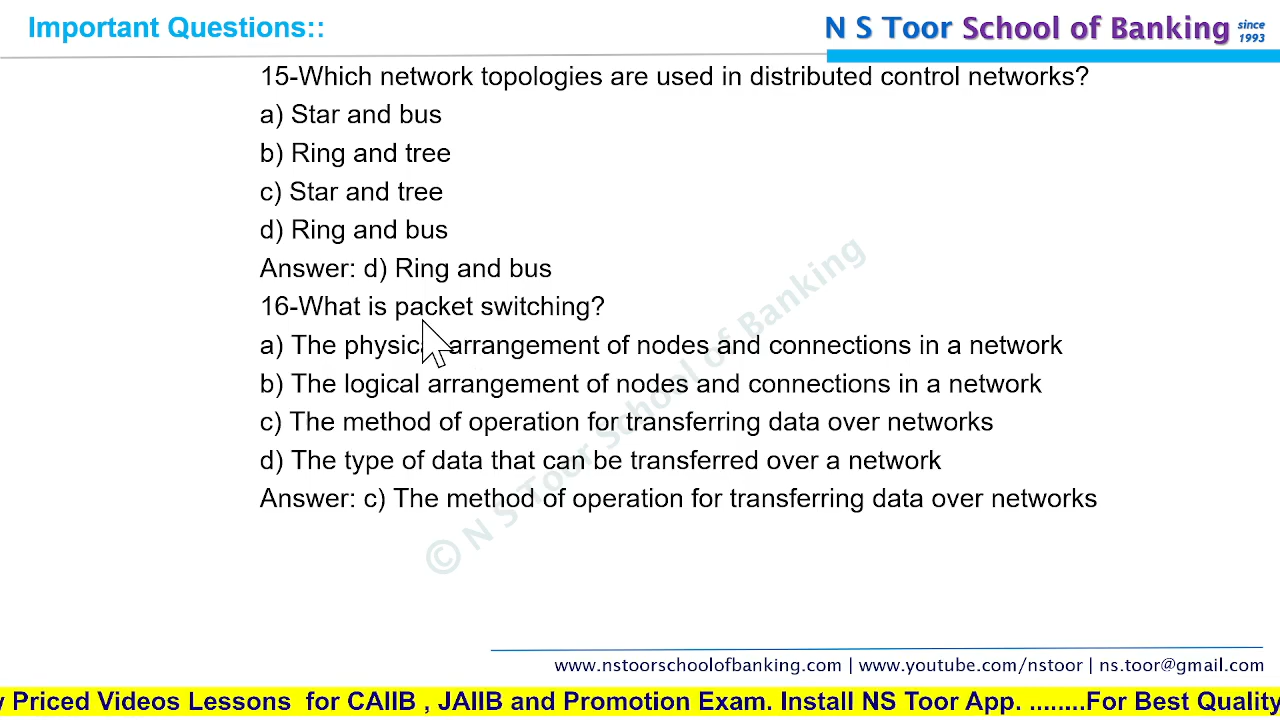 Important Questions::
N S Toor School of Banking since 1993
15-Which network topologies are used in distributed control networks?
a) Star and bus
b) Ring and tree
c) Star and tree
d) Ring and bus
Answer: d) Ring and bus
16-What is packet switching?
a) The physical arrangement of nodes and connections in a network
b) The logical arrangement of nodes and connections in a network
c) The method of operation for transferring data over networks
d) The type of data that can be transferred over a network
Answer: c) The method of operation for transferring data over networks
© N S Toor School of Banking
www.nstoorschoolofbanking.com | www.youtube.com/nstoor | ns.toor@gmail.com
y Priced Videos Lessons for CAIIB , JAIIB and Promotion Exam. Install NS Toor App. ........For Best Quality